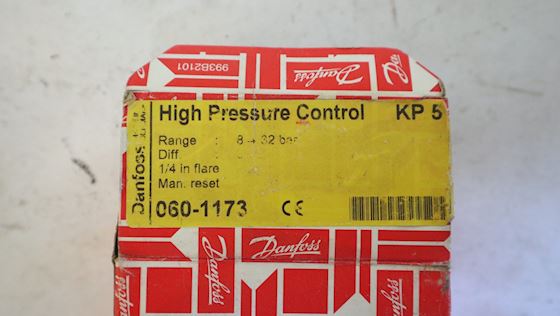 993B2101
Danfoss
Danfoss
High Pressure Control KP 5
Range : 8 → 32 bar
Diff :
1/4 in flare
Man. reset
060-1173 CE
Danfoss
Danfoss